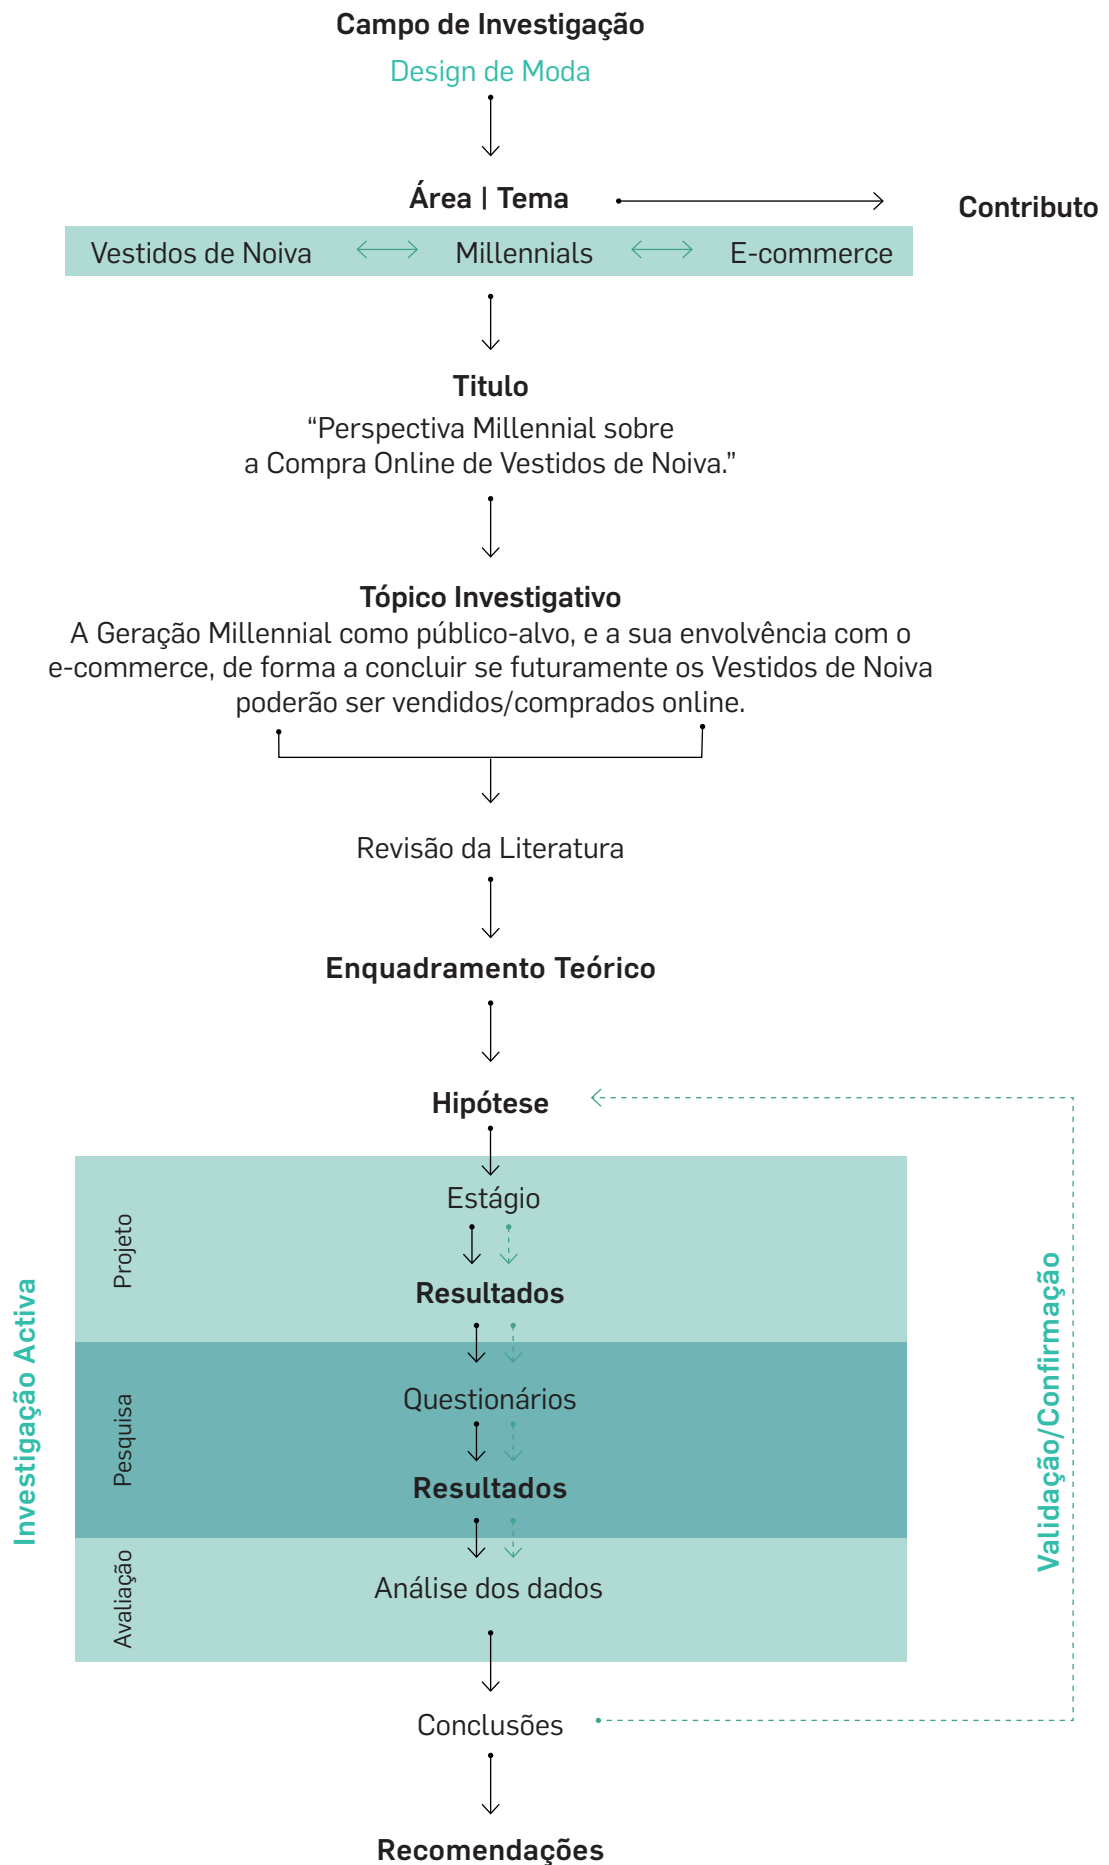 Campo de Investigação
Design de Moda
Área | Tema
Contributo
Vestidos de Noiva
Millennials
E-commerce
Titulo
“Perspectiva Millennial sobre
a Compra Online de Vestidos de Noiva.”
Tópico Investigativo
A Geração Millennial como público-alvo, e a sua envolvência com o
e-commerce, de forma a concluir se futuramente os Vestidos de Noiva
poderão ser vendidos/comprados online.
Revisão da Literatura
Enquadramento Teórico
Hipótese
Investigação Activa
Projeto
Estágio
Resultados
Pesquisa
Questionários
Resultados
Avaliação
Análise dos dados
Validação/Confirmação
Conclusões
Recomendações